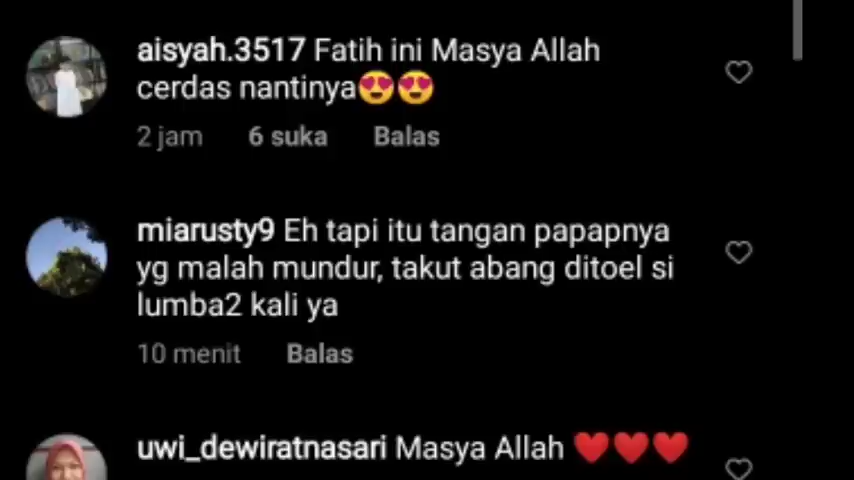 aisyah.3517 Fatih ini Masya Allah
cerdas nantinya😍😍
2 jam 6 suka Balas
miarusty9 Eh tapi itu tangan papapnya
yg malah mundur, takut abang ditoel si
lumba2 kali ya
10 menit Balas
uwi_dewiratnasari Masya Allah ❤️❤️❤️